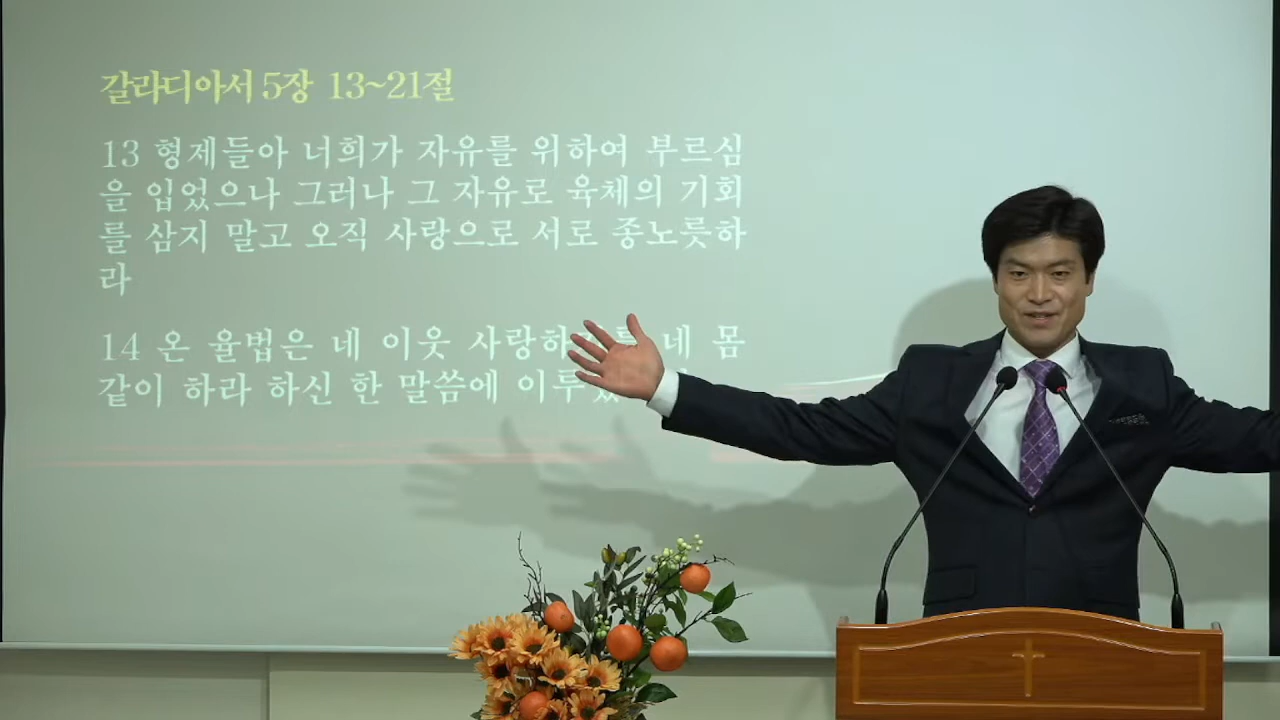 갈라디아서 5장 13~21절
13 형제들아 너희가 자유를 위하여 부르심
을 입었으나 그러나 그 자유로 육체의 기회
를 삼지 말고 오직 사랑으로 서로 종노릇하
라
14 온 율법은 네 이웃 사랑하기를 네 몸
같이 하라 하신 한 말씀에